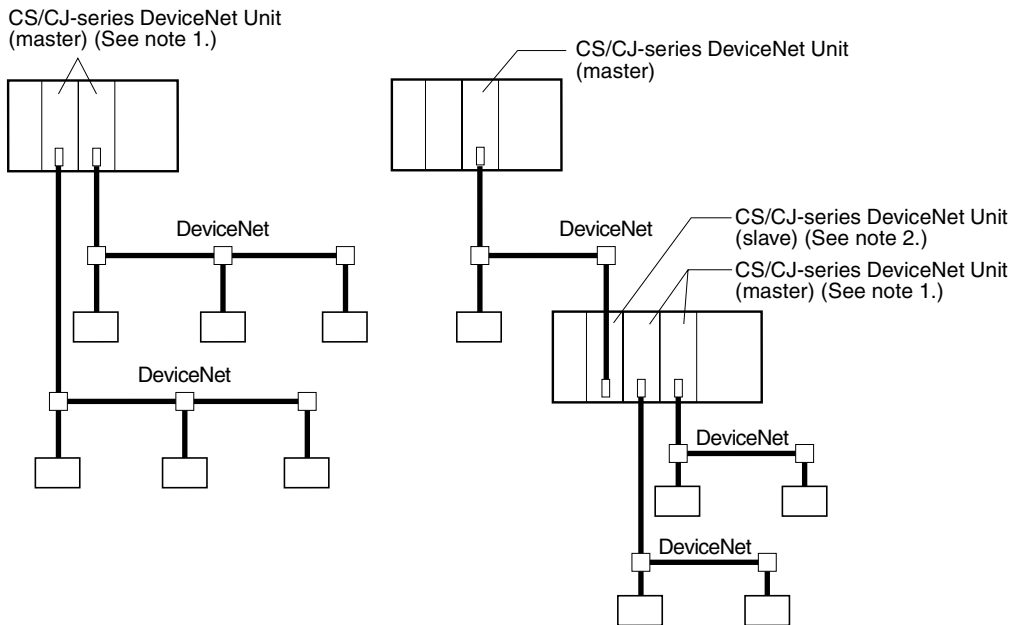 CS/CJ-series DeviceNet Unit
(master) (See note 1.)
CS/CJ-series DeviceNet Unit
(master)
DeviceNet
DeviceNet
CS/CJ-series DeviceNet Unit
(slave) (See note 2.)
CS/CJ-series DeviceNet Unit
(master) (See note 1.)
DeviceNet
DeviceNet
DeviceNet